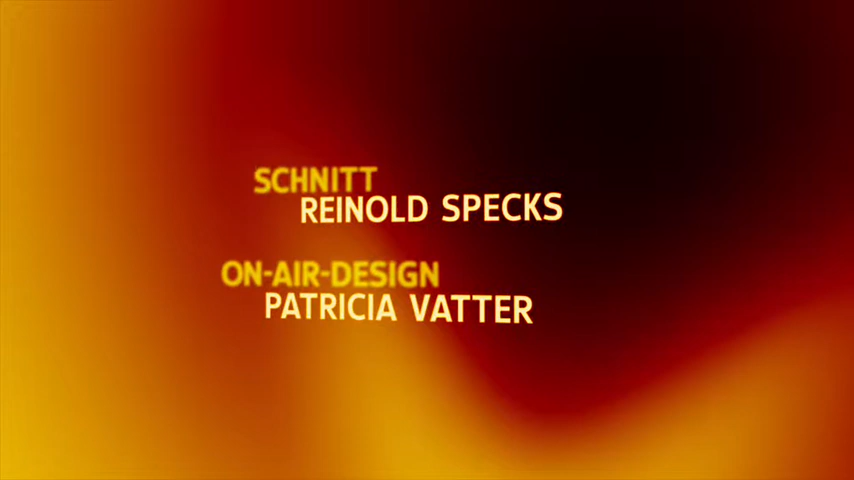 SCHNITT
REINOLD SPECKS
ON-AIR-DESIGN
PATRICIA VATTER